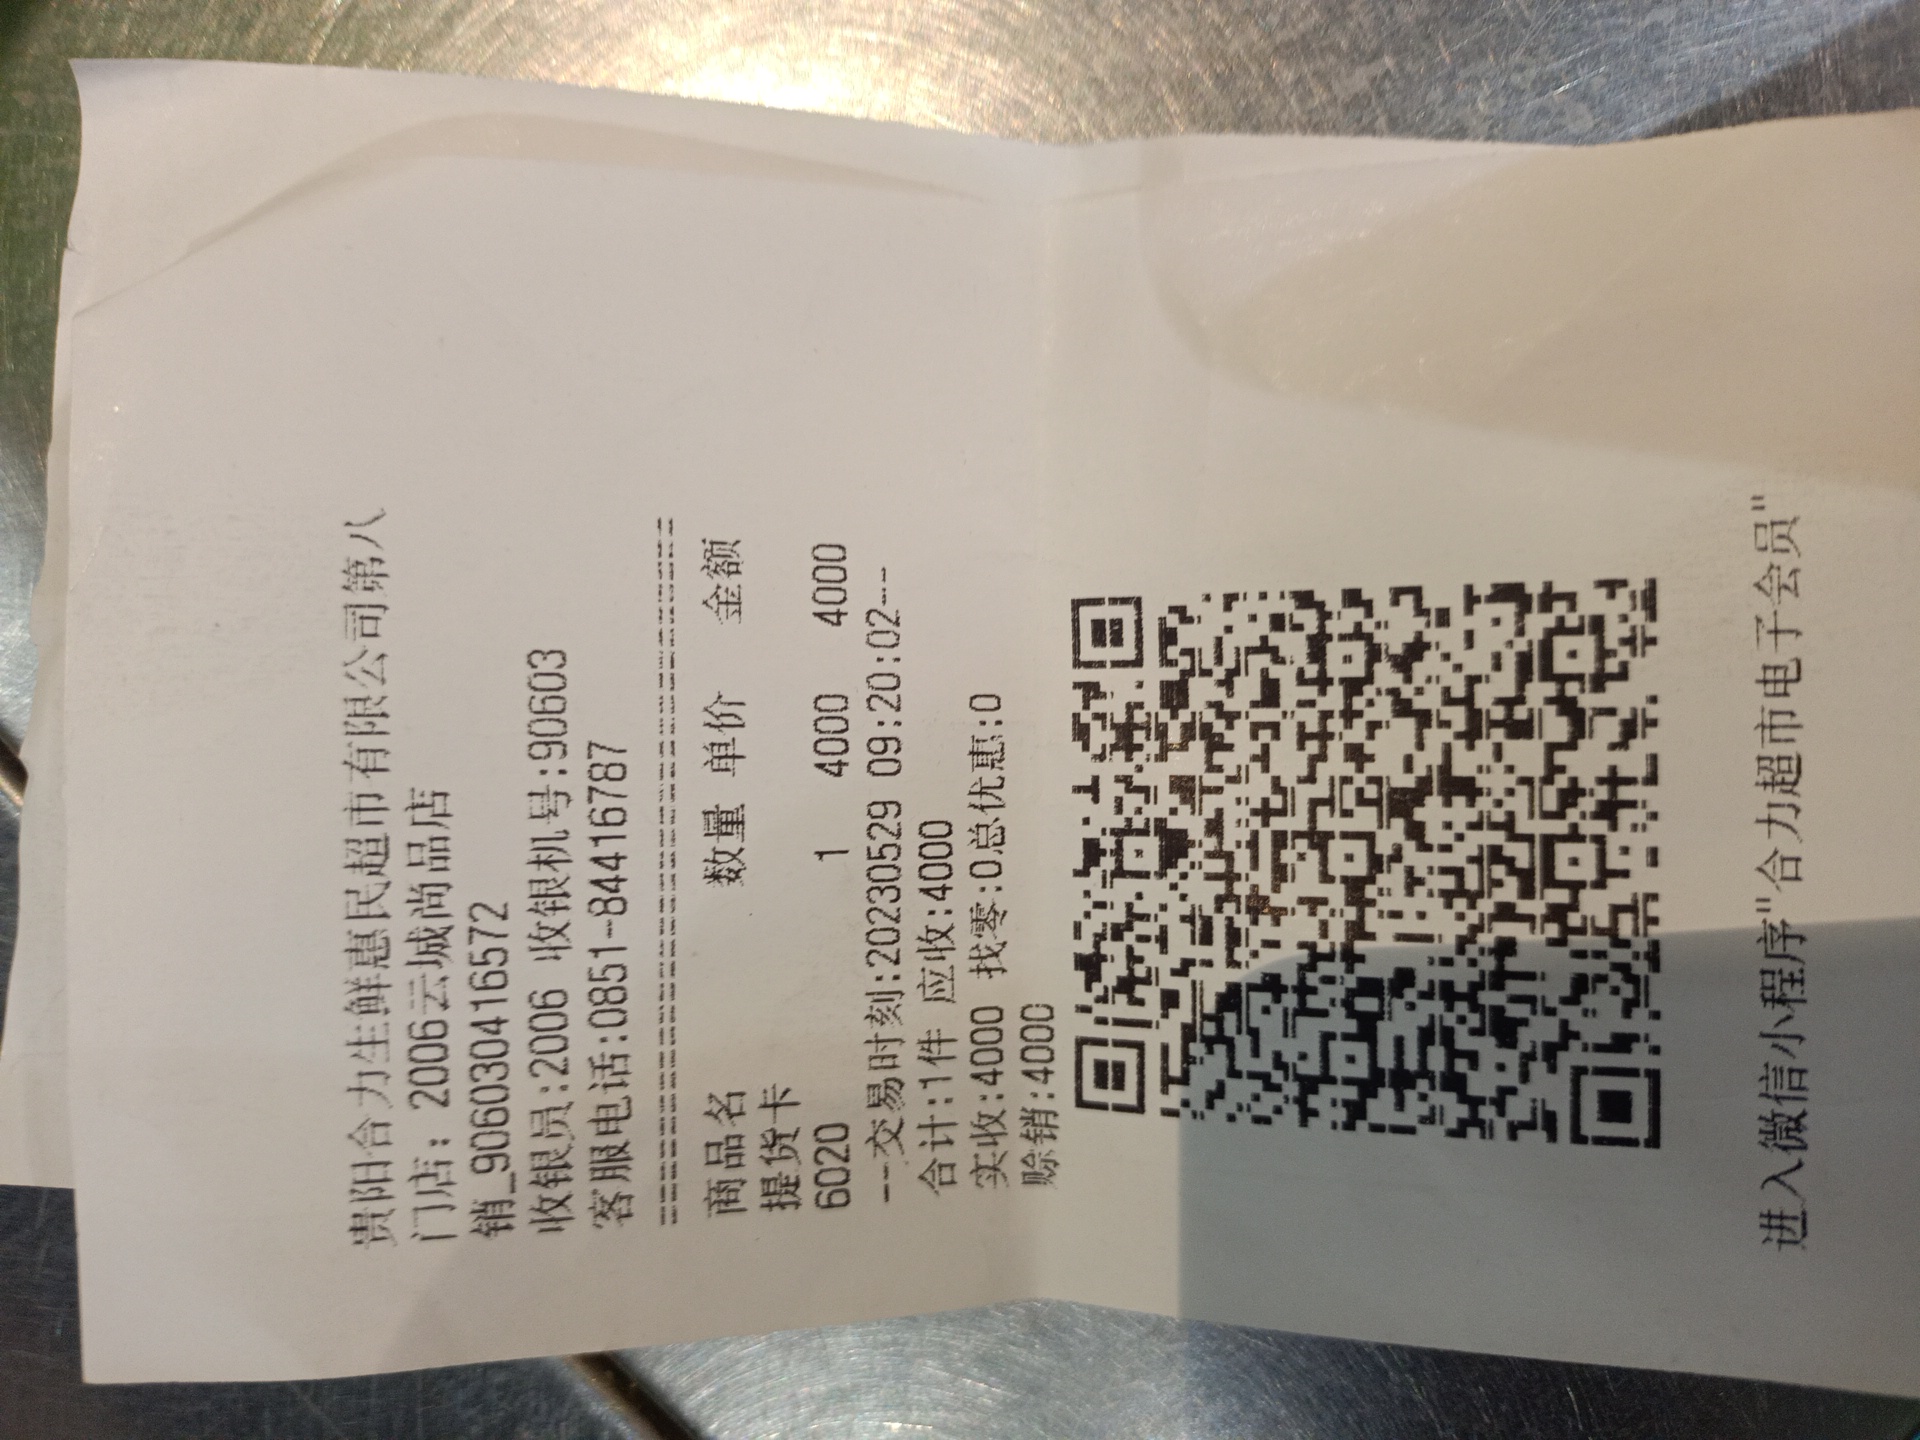 贵阳合力生鲜惠民超市有限公司第八
门店：2006云城尚品店
销_906030416572
收银员:2006 收银机号:90603
客服电话:0851-84416787
商品名 数量 单价 金额
提货卡
6020 1 4000 4000
---交易时刻:20230529 09:20:02---
合计:1件 应收:4000
实收:4000 找零:0总优惠:0
赊销:4000
进入微信小程序"合力超市电子会员"